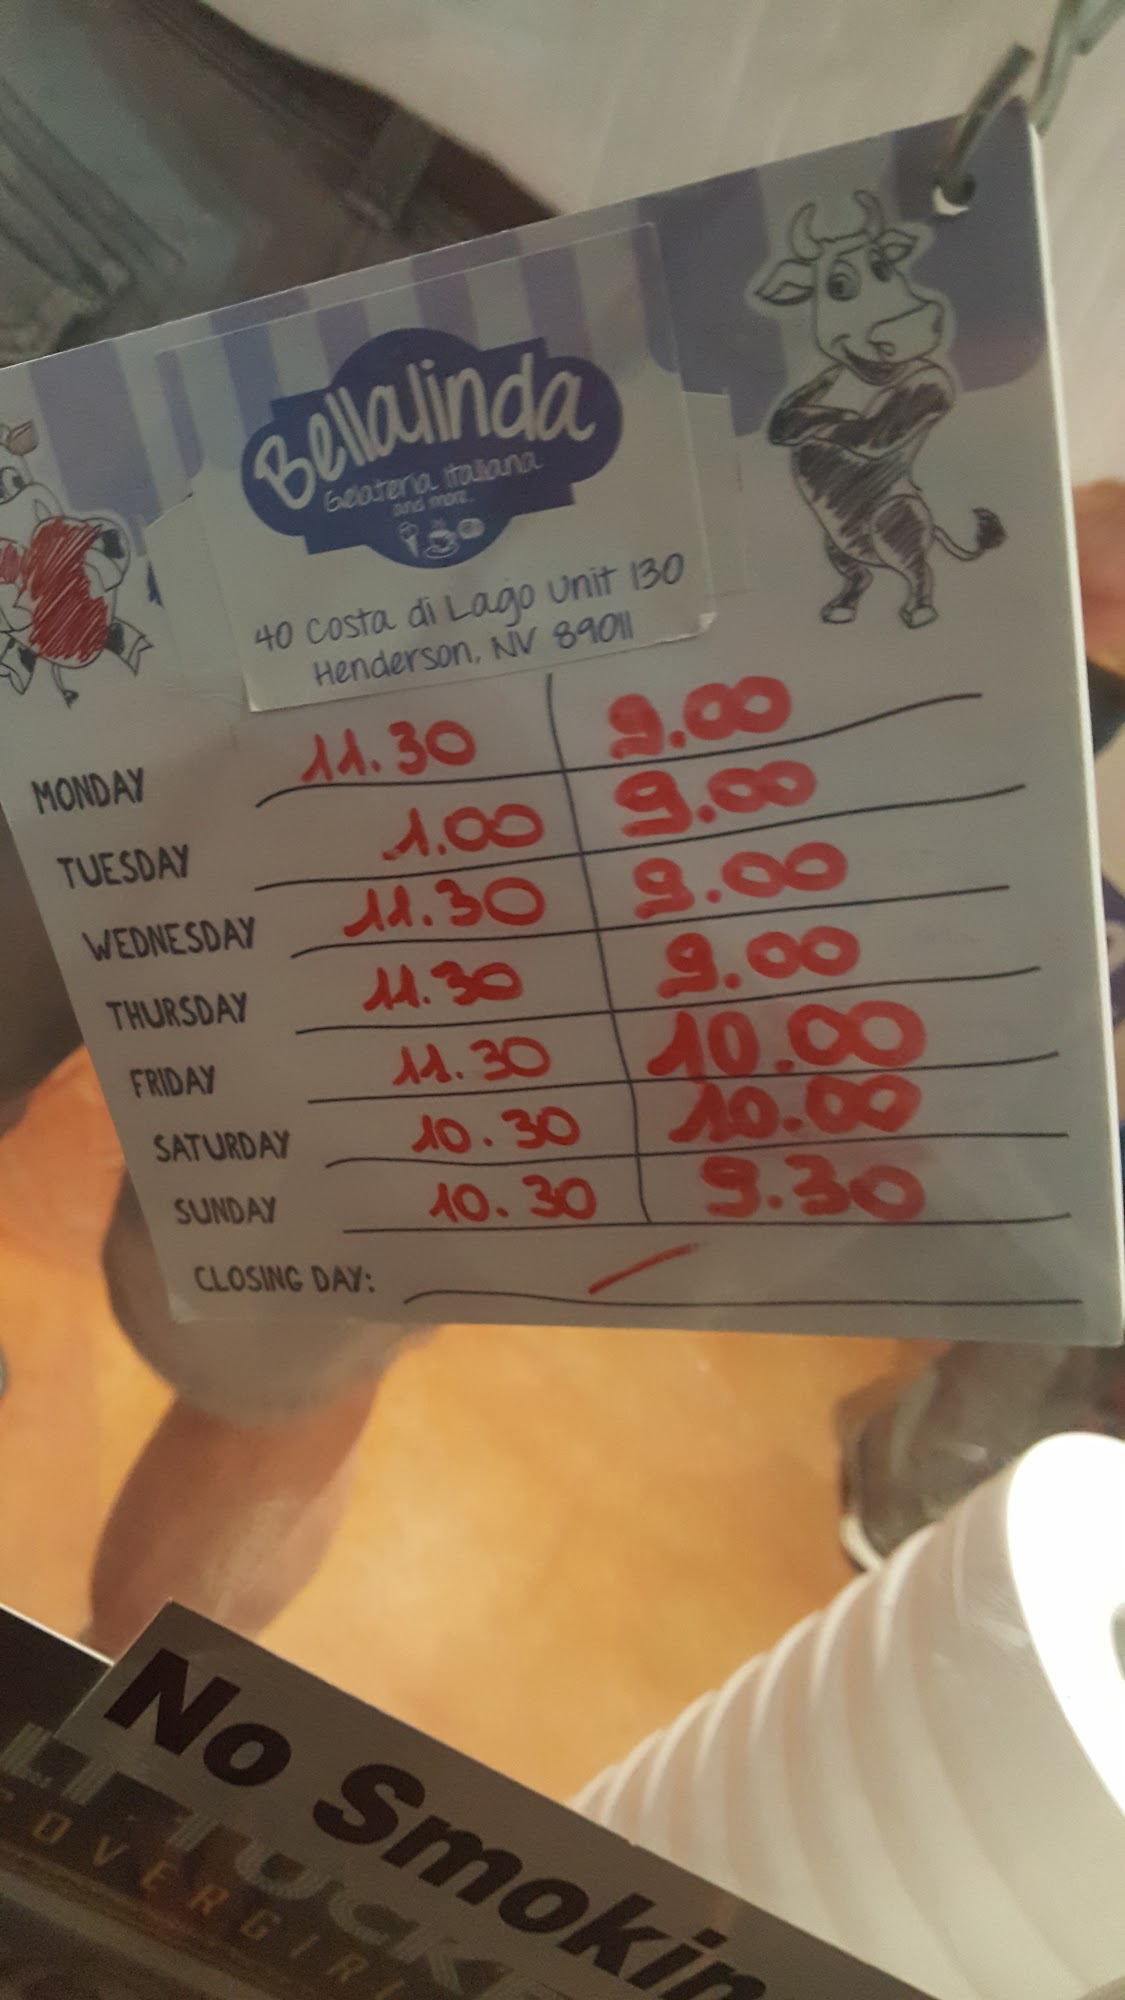 Bellalinda
Gelateria Italiana
and more.
40 Costa di Lago Unit 130
Henderson, NV 89011
MONDAY 11.30 9.00
TUESDAY 1.00 9.00
WEDNESDAY 11.30 9.00
THURSDAY 11.30 9.00
FRIDAY 11.30 10.00
SATURDAY 10.30 10.00
SUNDAY 10.30 9.30
CLOSING DAY: /
No Smokin